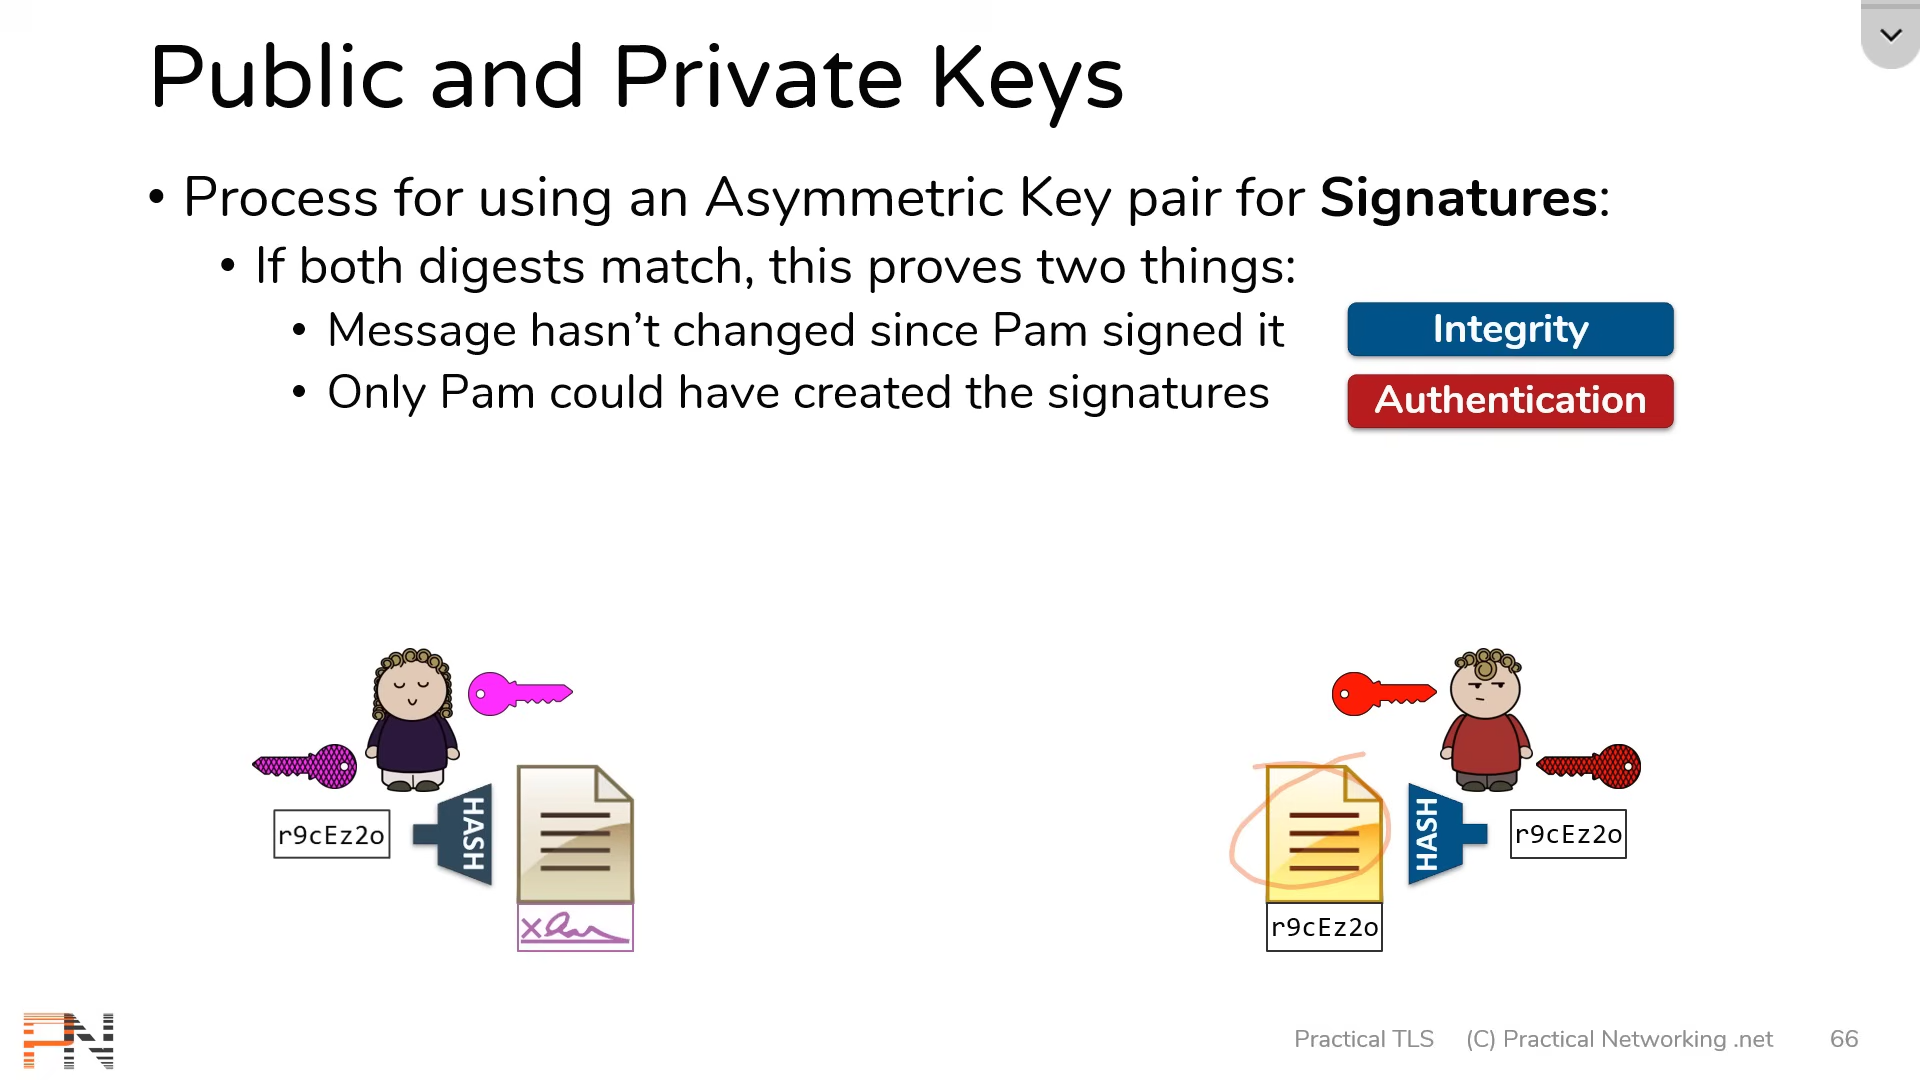 Public and Private Keys
• Process for using an Asymmetric Key pair for Signatures:
• If both digests match, this proves two things:
• Message hasn’t changed since Pam signed it
Integrity
• Only Pam could have created the signatures
Authentication
r9cEz2o
HASH
HASH
r9cEz2o
r9cEz2o
PN
Practical TLS (C) Practical Networking .net 66